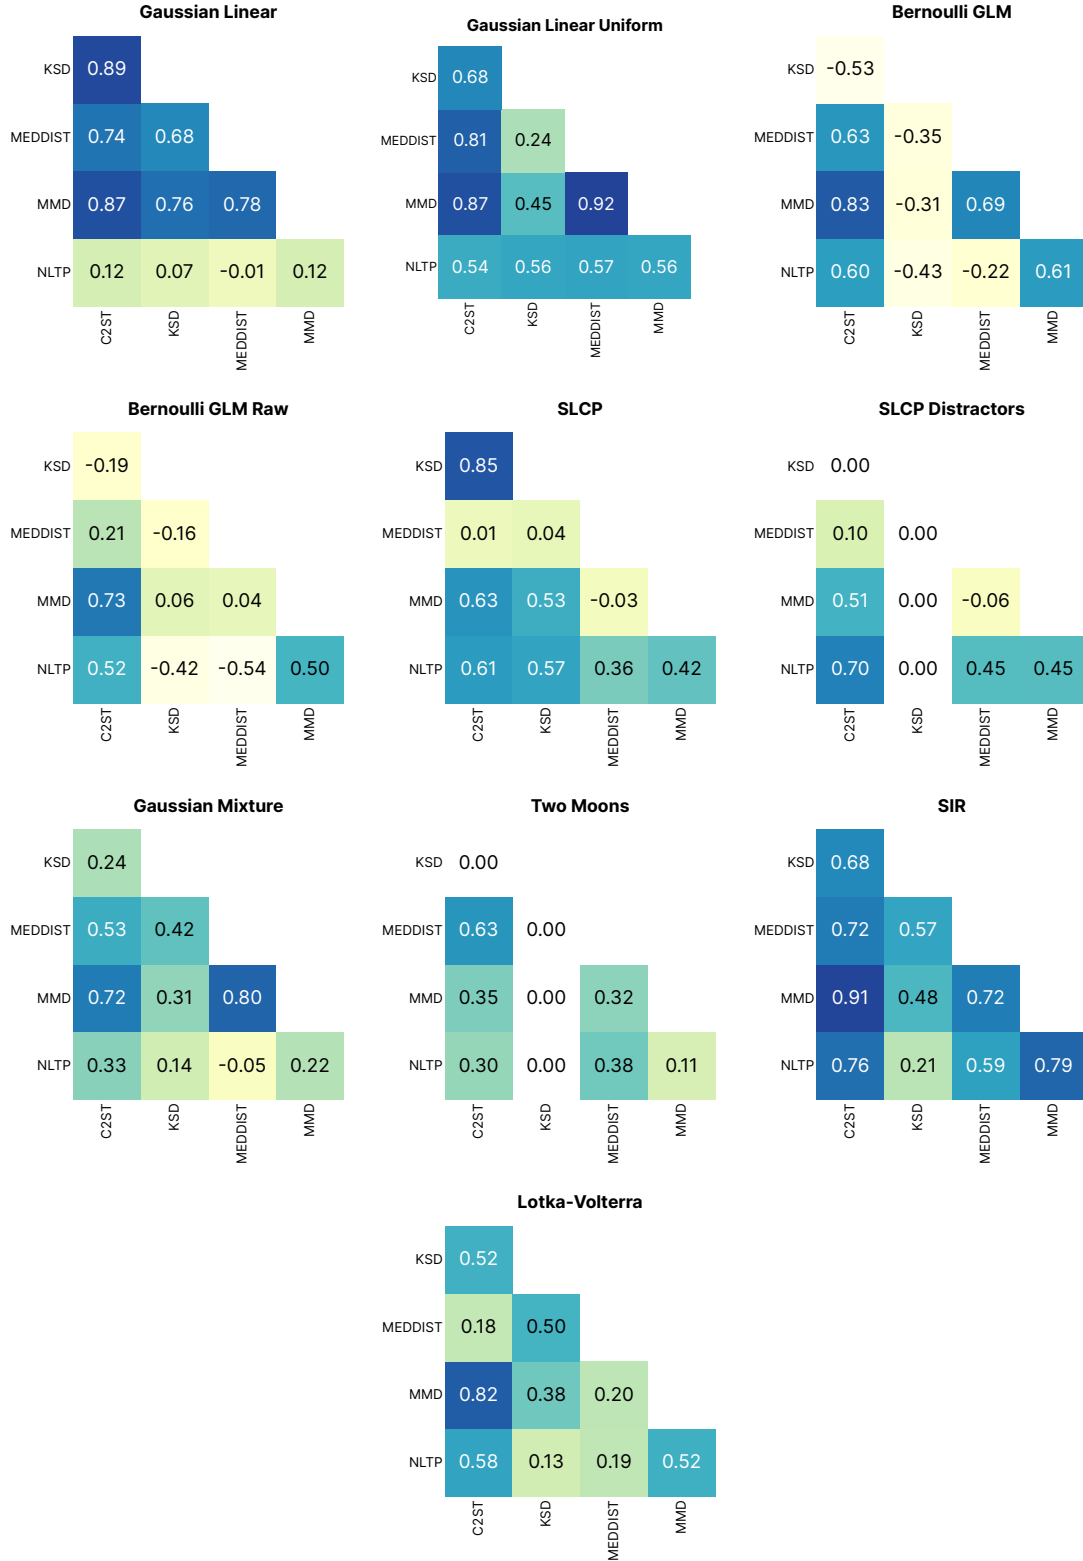 Gaussian Linear
KSD 0.89
MEDDIST 0.74 0.68
MMD 0.87 0.76 0.78
NLTP 0.12 0.07 -0.01 0.12
C2ST KSD MEDDIST MMD
Gaussian Linear Uniform
KSD 0.68
MEDDIST 0.81 0.24
MMD 0.87 0.45 0.92
NLTP 0.54 0.56 0.57 0.56
C2ST KSD MEDDIST MMD
Bernoulli GLM
KSD -0.53
MEDDIST 0.63 -0.35
MMD 0.83 -0.31 0.69
NLTP 0.60 -0.43 -0.22 0.61
C2ST KSD MEDDIST MMD
Bernoulli GLM Raw
KSD -0.19
MEDDIST 0.21 -0.16
MMD 0.73 0.06 0.04
NLTP 0.52 -0.42 -0.54 0.50
C2ST KSD MEDDIST MMD
SLCP
KSD 0.85
MEDDIST 0.01 0.04
MMD 0.63 0.53 -0.03
NLTP 0.61 0.57 0.36 0.42
C2ST KSD MEDDIST MMD
SLCP Distractors
KSD 0.00
MEDDIST 0.10 0.00
MMD 0.51 0.00 -0.06
NLTP 0.70 0.00 0.45 0.45
C2ST KSD MEDDIST MMD
Gaussian Mixture
KSD 0.24
MEDDIST 0.53 0.42
MMD 0.72 0.31 0.80
NLTP 0.33 0.14 -0.05 0.22
C2ST KSD MEDDIST MMD
Two Moons
KSD 0.00
MEDDIST 0.63 0.00
MMD 0.35 0.00 0.32
NLTP 0.30 0.00 0.38 0.11
C2ST KSD MEDDIST MMD
SIR
KSD 0.68
MEDDIST 0.72 0.57
MMD 0.91 0.48 0.72
NLTP 0.76 0.21 0.59 0.79
C2ST KSD MEDDIST MMD
Lotka-Volterra
KSD 0.52
MEDDIST 0.18 0.50
MMD 0.82 0.38 0.20
NLTP 0.58 0.13 0.19 0.52
C2ST KSD MEDDIST MMD